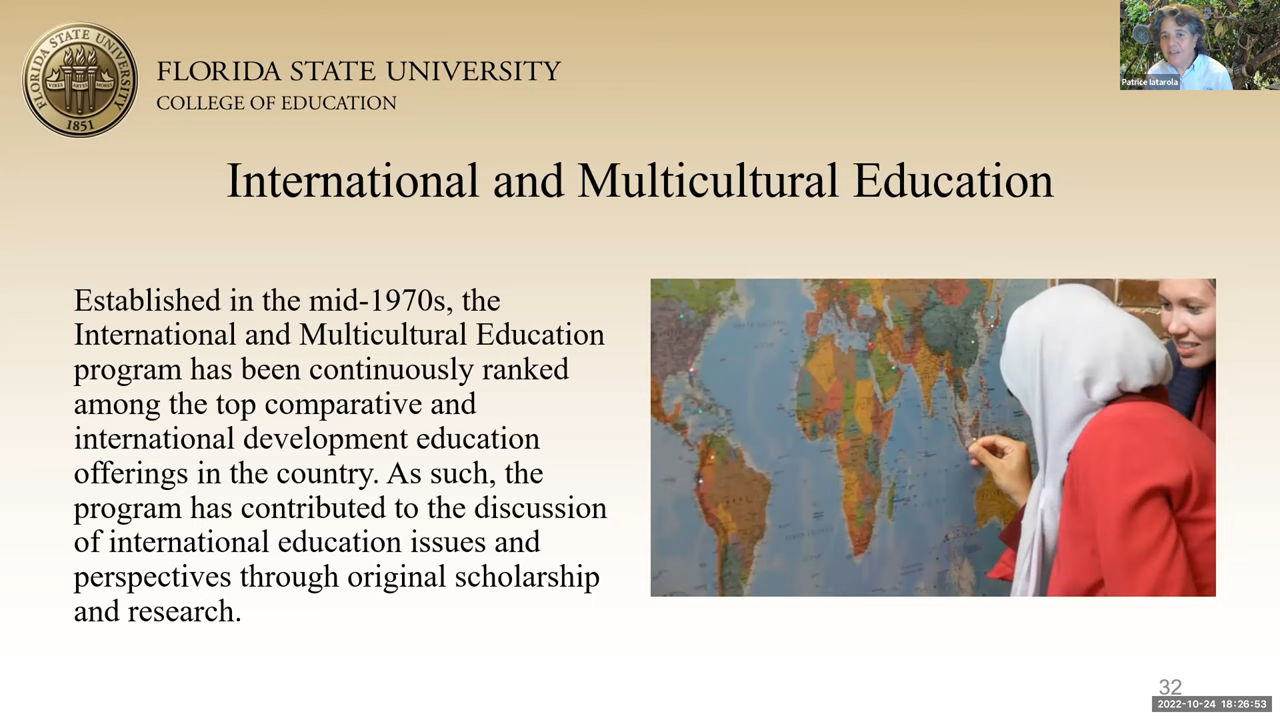 FLORIDA STATE UNIVERSITY
1851
VIRES ARTES MORES
FLORIDA STATE UNIVERSITY
COLLEGE OF EDUCATION
Patrice Iatarola
International and Multicultural Education
Established in the mid-1970s, the
International and Multicultural Education
program has been continuously ranked
among the top comparative and
international development education
offerings in the country. As such, the
program has contributed to the discussion
of international education issues and
perspectives through original scholarship
and research.
32
2022-10-24 18:26:53